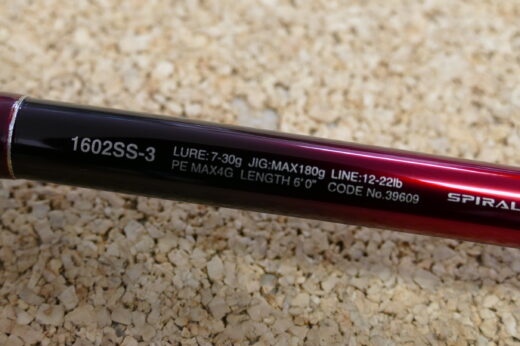 1602SS-3
LURE:7-30g JIG:MAX180g LINE:12-22lb
PE MAX4G LENGTH 6'0" CODE No.39609
SPIRAL